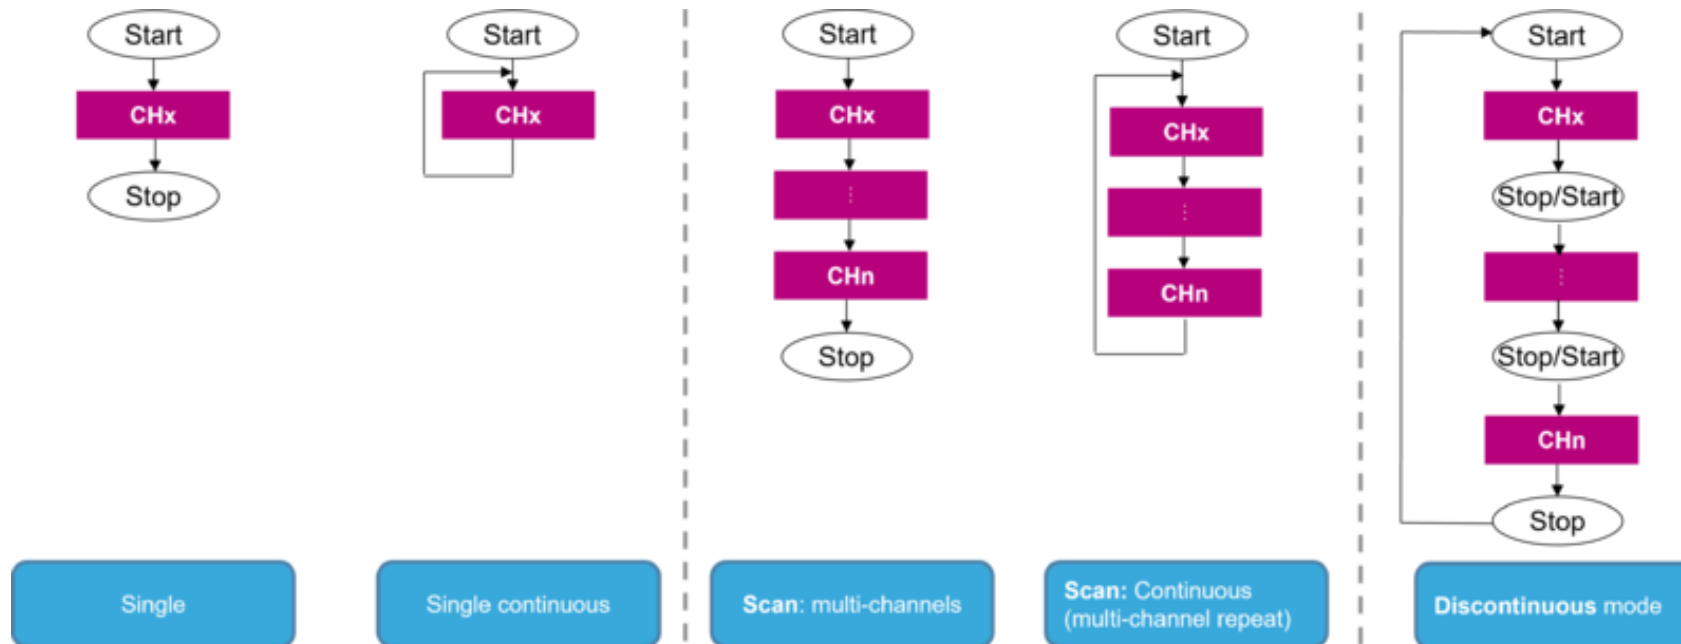 Start
CHx
Stop
Single
Start
CHx
Single continuous
Start
CHx
⋮
CHn
Stop
Scan: multi-channels
Start
CHx
⋮
CHn
Scan: Continuous
(multi-channel repeat)
Start
CHx
Stop/Start
⋮
Stop/Start
CHn
Stop
Discontinuous mode